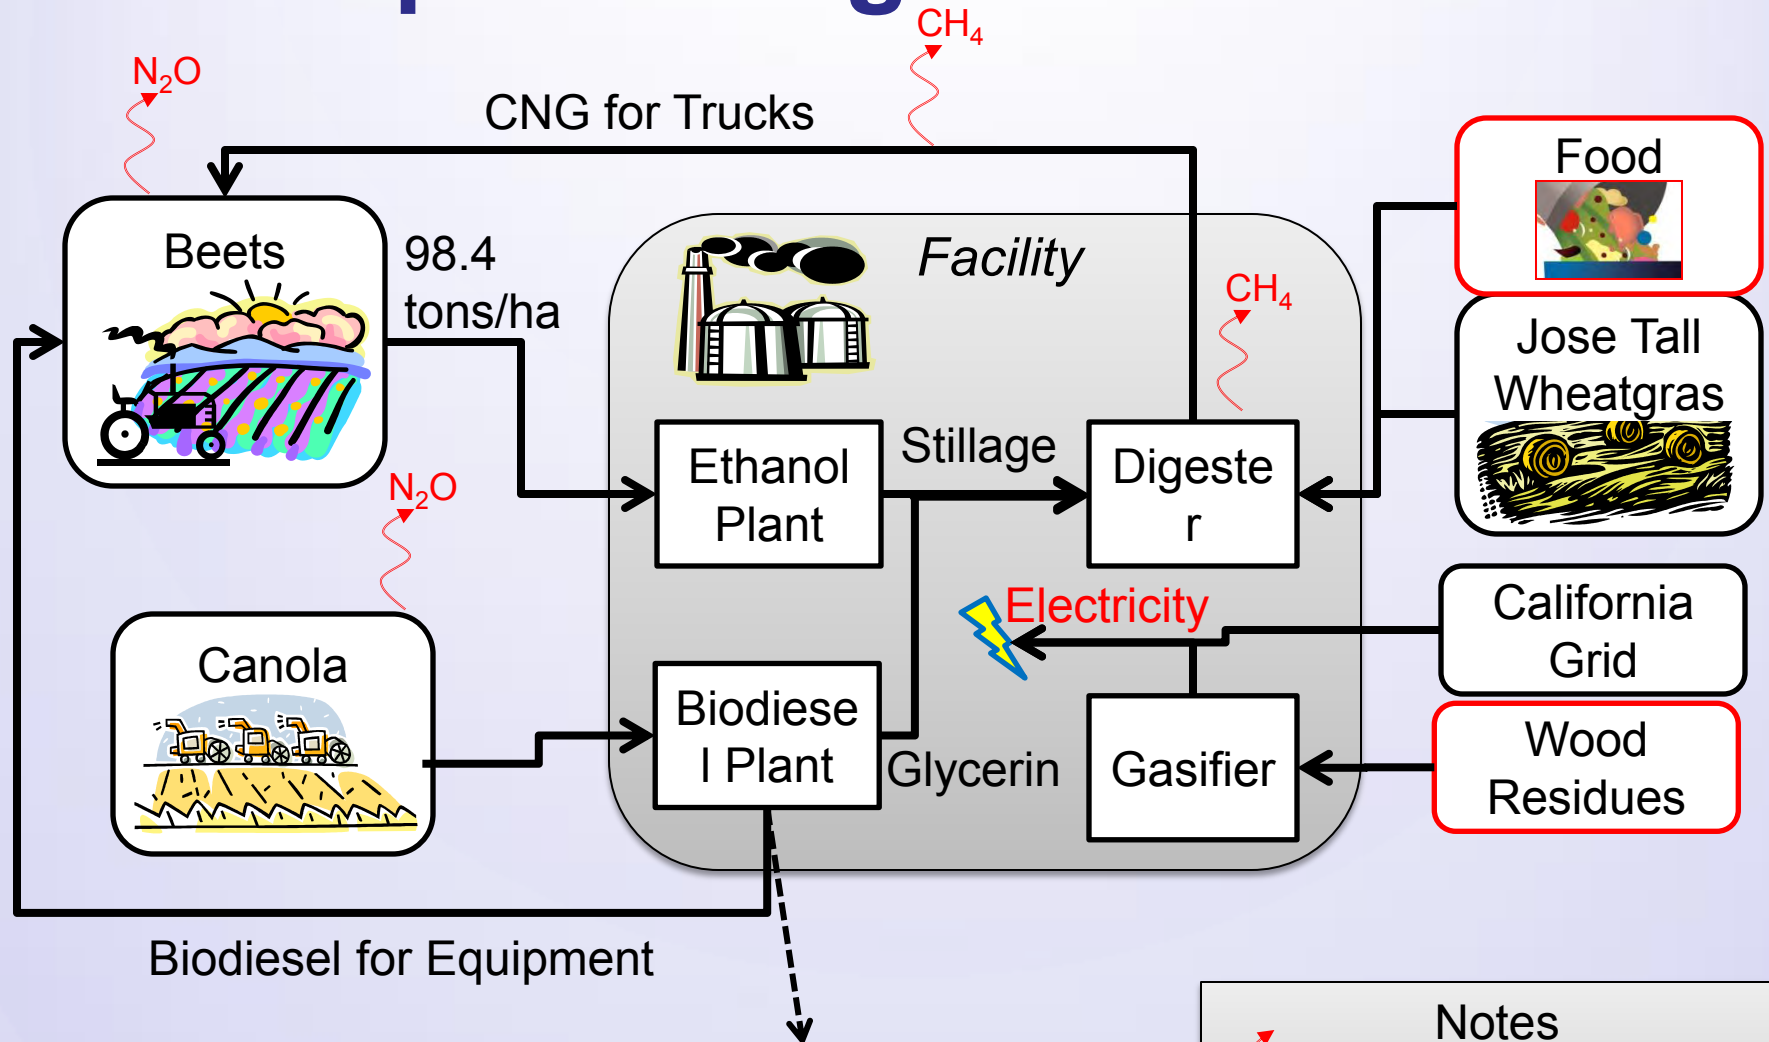 CH₄
N₂O
CNG for Trucks
Food
Beets
98.4
tons/ha
Facility
CH₄
Jose Tall
Wheatgras
Ethanol
Plant
Stillage
Digeste
r
N₂O
Electricity
California
Grid
Canola
Biodiese
l Plant
Glycerin
Gasifier
Wood
Residues
Biodiesel for Equipment
Notes